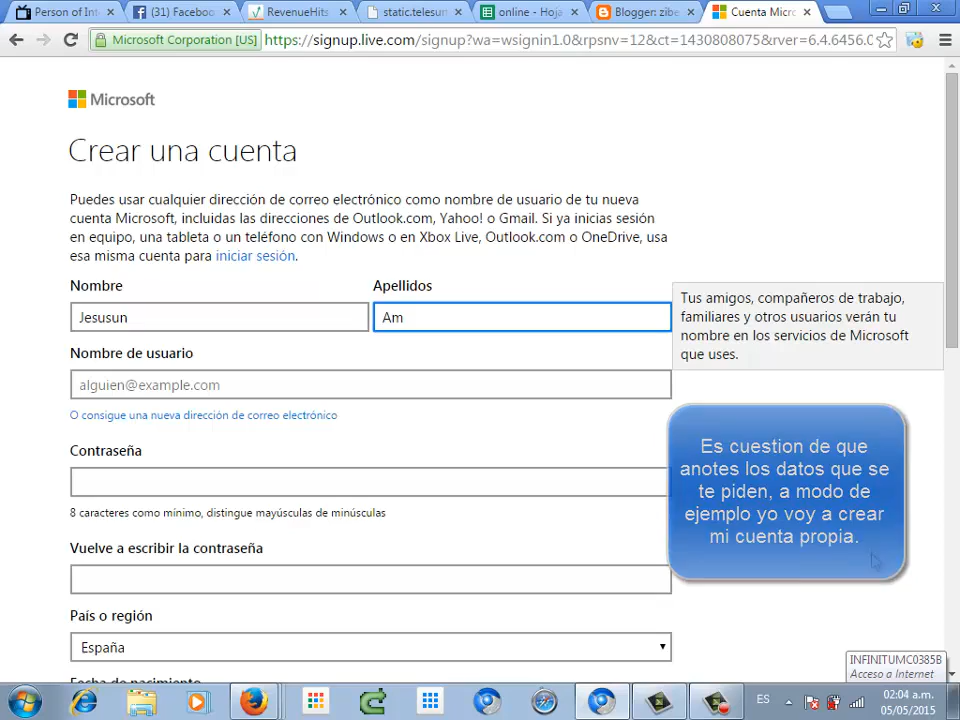 Person of Int
(31) Faceboo
RevenueHits
static.telesun
online - Hoja
Blogger: zibe
Cuenta Micro
Microsoft Corporation [US]
https://signup.live.com/signup?wa=wsignin1.0&rpsnv=12&ct=1430808075&rver=6.4.6456.0
Microsoft
Crear una cuenta
Puedes usar cualquier dirección de correo electrónico como nombre de usuario de tu nueva
cuenta Microsoft, incluidas las direcciones de Outlook.com, Yahoo! o Gmail. Si ya inicias sesión
en equipo, una tableta o un teléfono con Windows o en Xbox Live, Outlook.com o OneDrive, usa
esa misma cuenta para iniciar sesión.
Nombre
Apellidos
Jesusun
Am
Tus amigos, compañeros de trabajo,
familiares y otros usuarios verán tu
nombre en los servicios de Microsoft
que uses.
Nombre de usuario
alguien@example.com
O consigue una nueva dirección de correo electrónico
Contraseña
8 caracteres como mínimo, distingue mayúsculas de minúsculas
Es cuestion de que
anotes los datos que se
te piden, a modo de
ejemplo yo voy a crear
mi cuenta propia.
Vuelve a escribir la contraseña
País o región
España
Fecha de nacimiento
INFINITUMC0385B
Acceso a Internet
ES
02:04 a.m.
05/05/2015